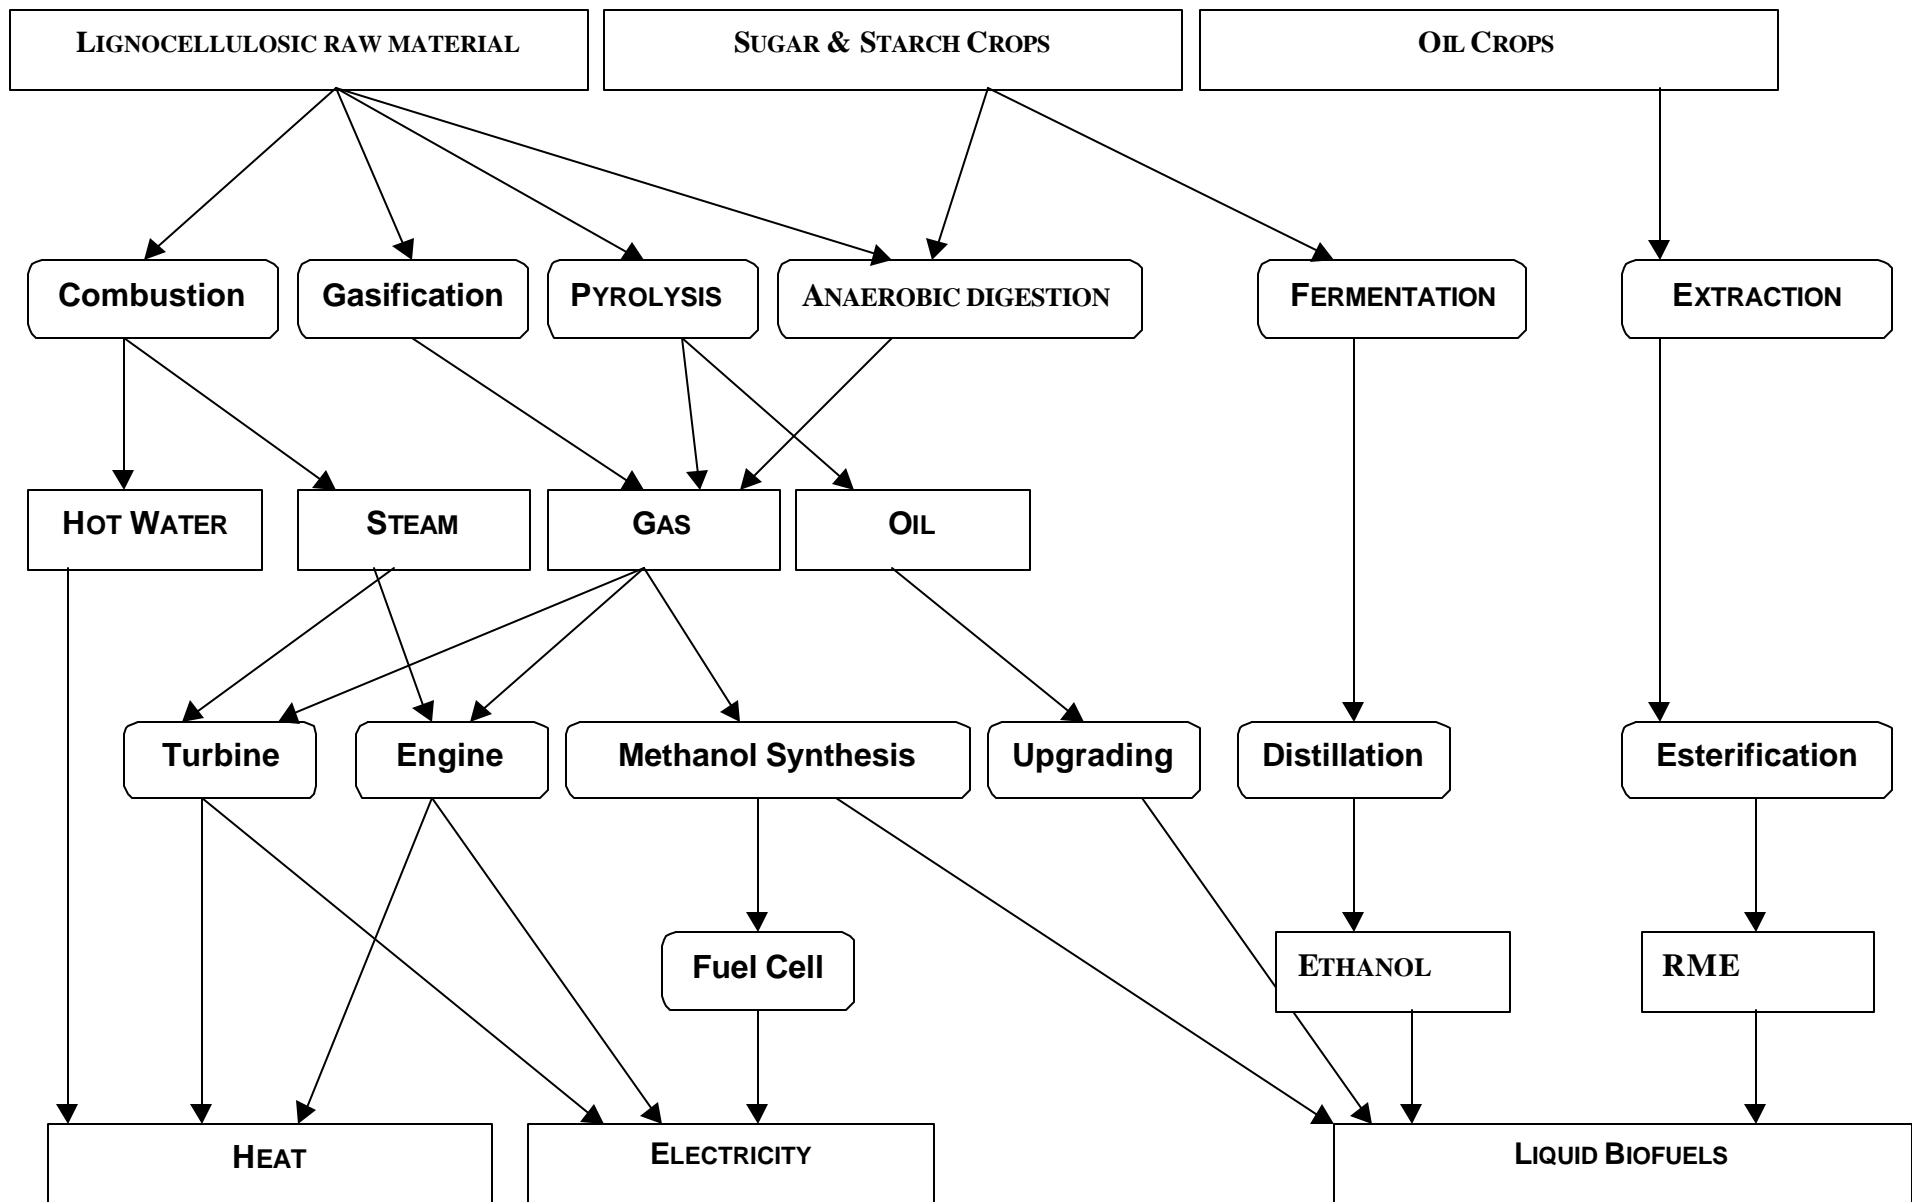 LIGNOCELLULOSIC RAW MATERIAL
SUGAR & STARCH CROPS
OIL CROPS
Combustion
Gasification
PYROLYSIS
ANAEROBIC DIGESTION
FERMENTATION
EXTRACTION
HOT WATER
STEAM
GAS
OIL
Turbine
Engine
Methanol Synthesis
Upgrading
Distillation
Esterification
Fuel Cell
ETHANOL
RME
HEAT
ELECTRICITY
LIQUID BIOFUELS